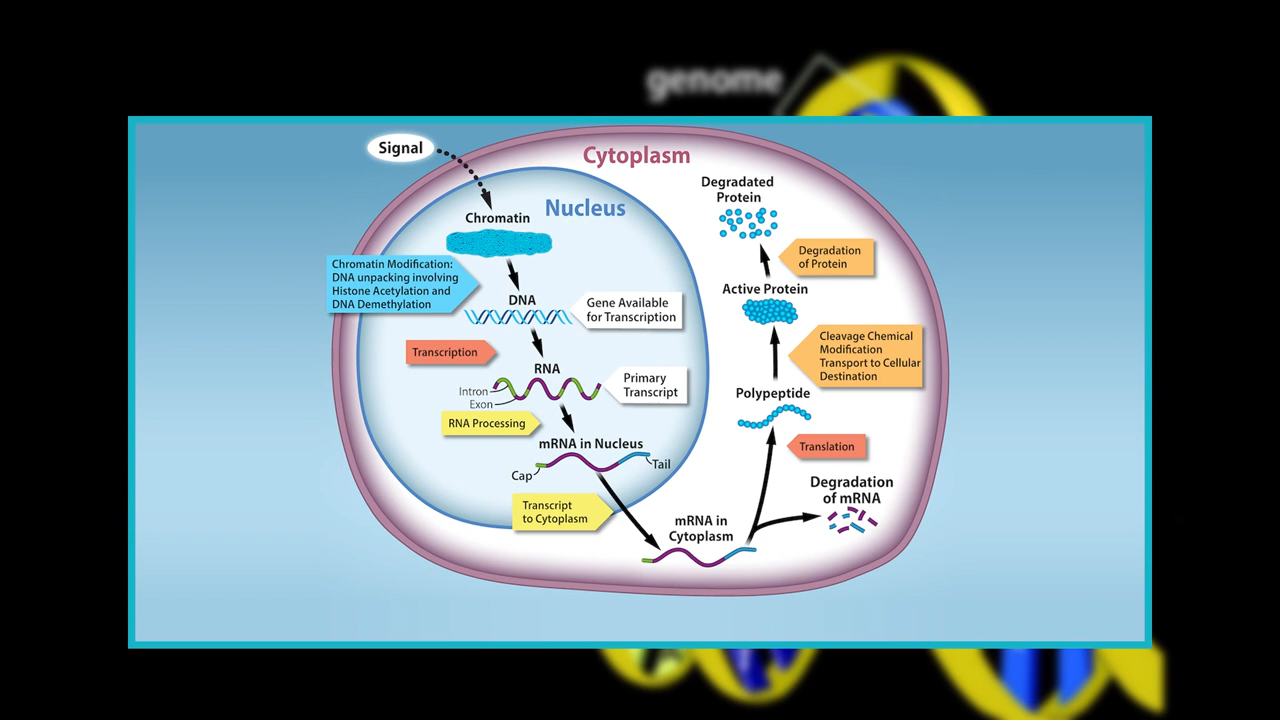 genome
Signal
Cytoplasm
Nucleus
Chromatin
Chromatin Modification:
DNA unpacking involving
Histone Acetylation and
DNA Demethylation
DNA
Gene Available
for Transcription
Transcription
RNA
Intron
Exon
Primary
Transcript
RNA Processing
mRNA in Nucleus
Cap
Tail
Transcript
to Cytoplasm
mRNA in
Cytoplasm
Degradation
of mRNA
Translation
Polypeptide
Cleavage Chemical
Modification
Transport to Cellular
Destination
Active Protein
Degradation
of Protein
Degraded
Protein